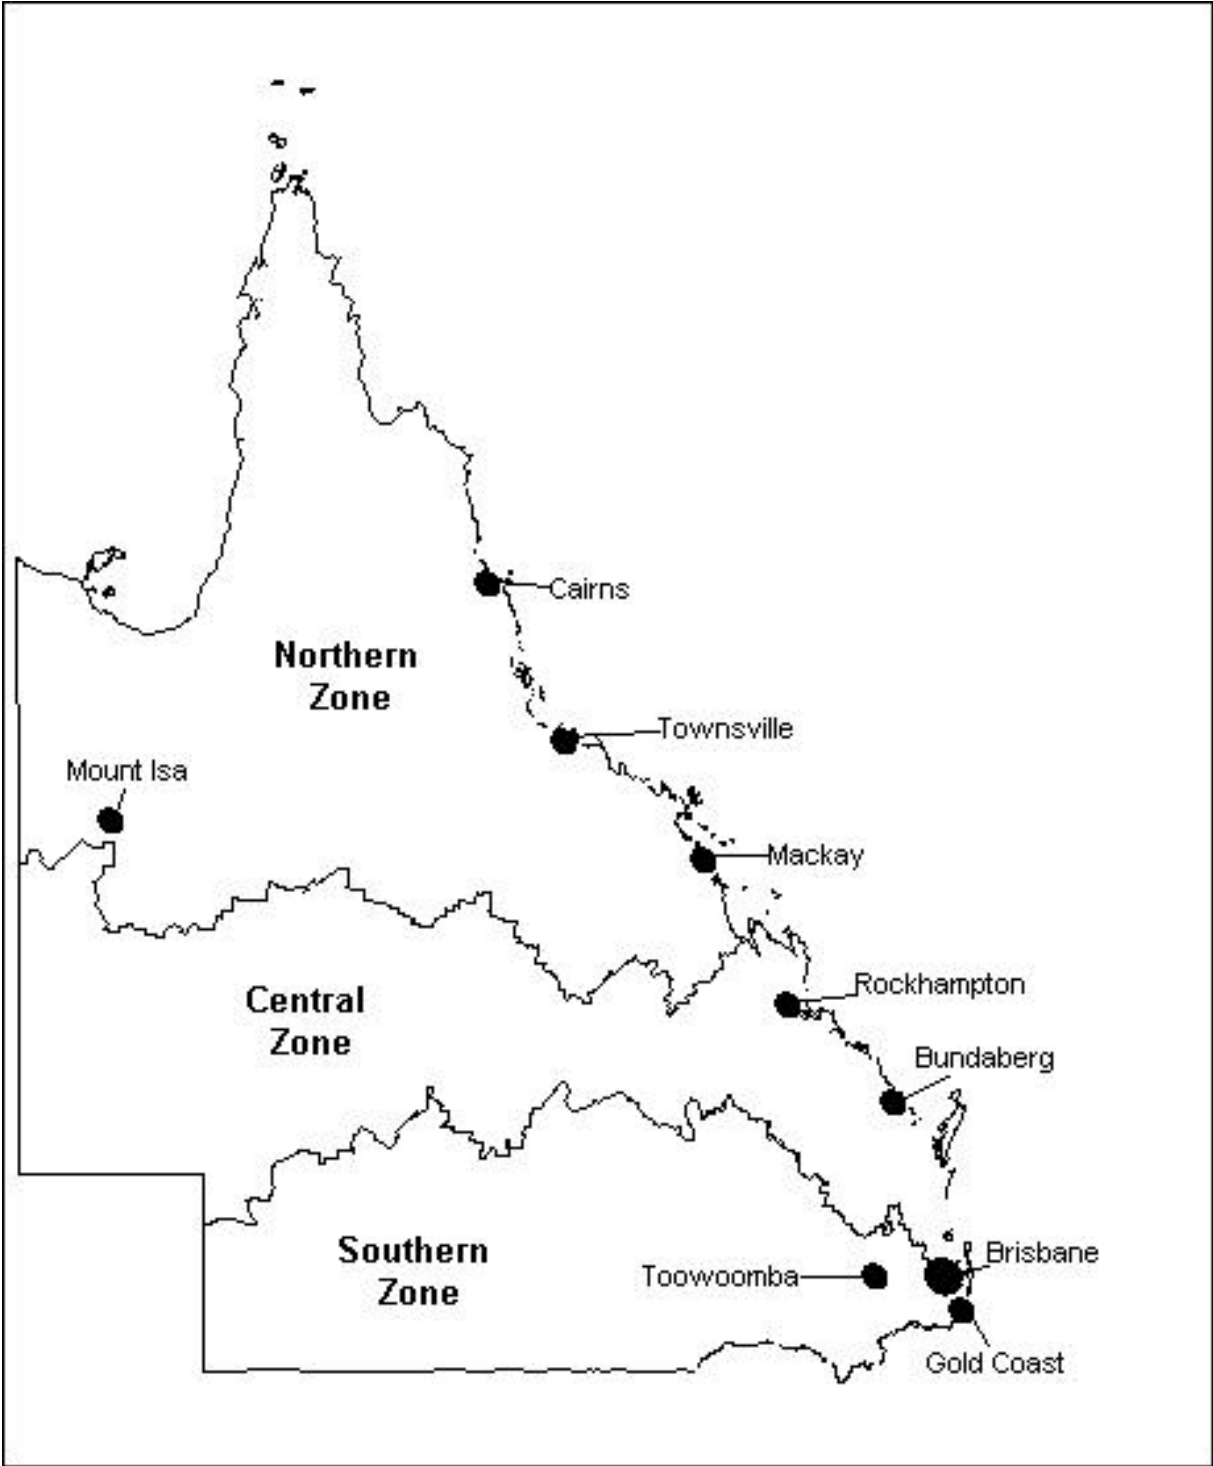 Cairns
Northern
Zone
Townsville
Mount Isa
Mackay
Rockhampton
Central
Zone
Bundaberg
Southern
Zone
Brisbane
Toowoomba
Gold Coast